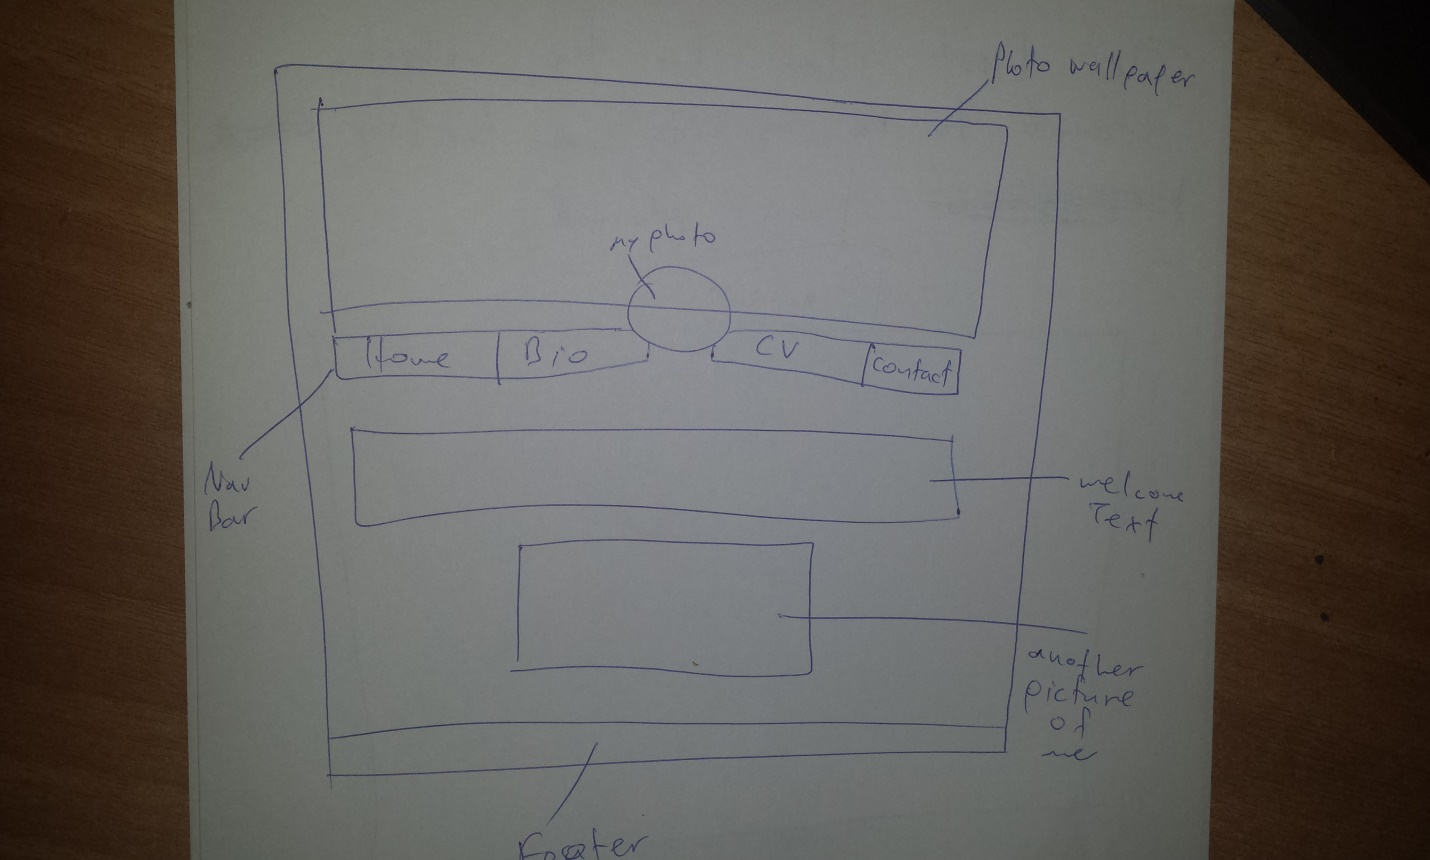 Photo wallpaper
my photo
Home
Bio
CV
Contact
Nav
Bar
welcome
Text
another
picture
of
me
Footer